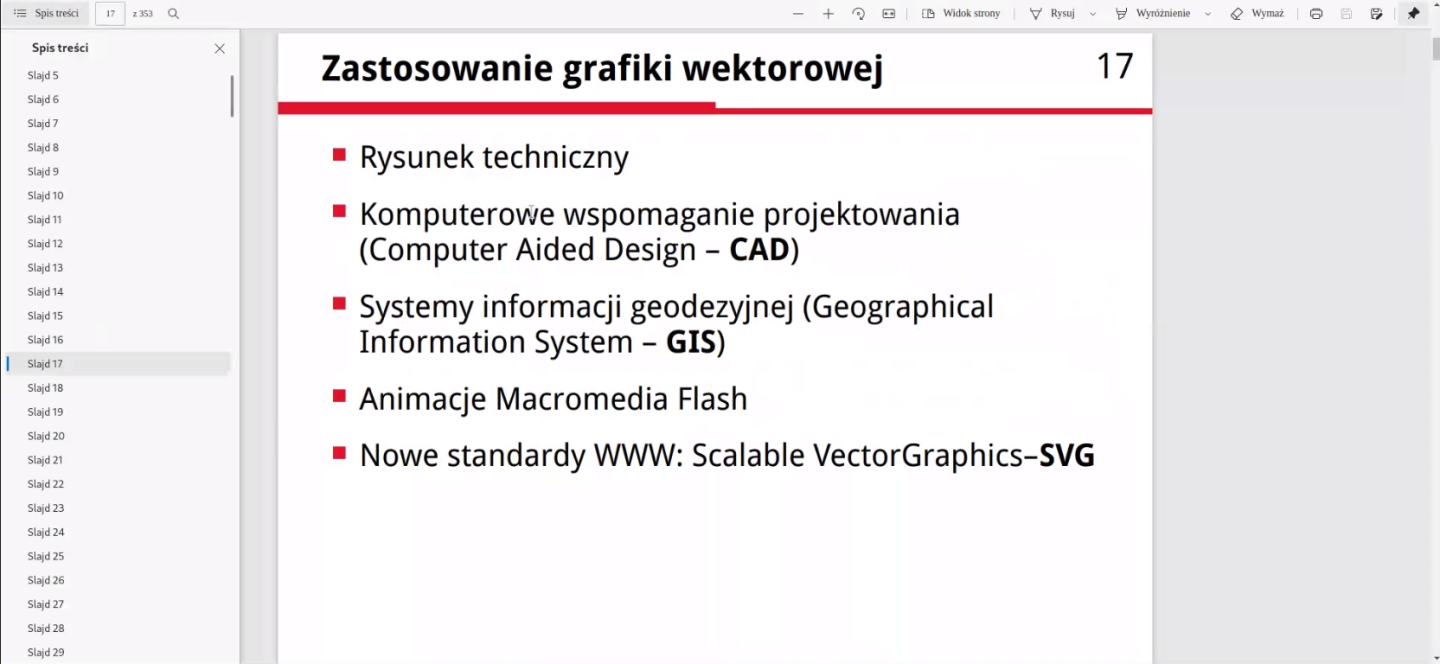 Spis treści
17
z 353
Widok strony
Rysuj
Wyróżnienie
Wymaż
Spis treści
Slajd 5
Slajd 6
Slajd 7
Slajd 8
Slajd 9
Slajd 10
Slajd 11
Slajd 12
Slajd 13
Slajd 14
Slajd 15
Slajd 16
Slajd 17
Slajd 18
Slajd 19
Slajd 20
Slajd 21
Slajd 22
Slajd 23
Slajd 24
Slajd 25
Slajd 26
Slajd 27
Slajd 28
Slajd 29
Zastosowanie grafiki wektorowej
17
Rysunek techniczny
Komputerowe wspomaganie projektowania
(Computer Aided Design – CAD)
Systemy informacji geodezyjnej (Geographical
Information System – GIS)
Animacje Macromedia Flash
Nowe standardy WWW: Scalable VectorGraphics–SVG